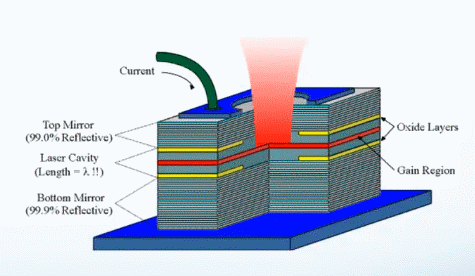 Current
Top Mirror
(99.0% Reflective)
Laser Cavity
(Length = λ !!)
Bottom Mirror
(99.9% Reflective)
Oxide Layers
Gain Region